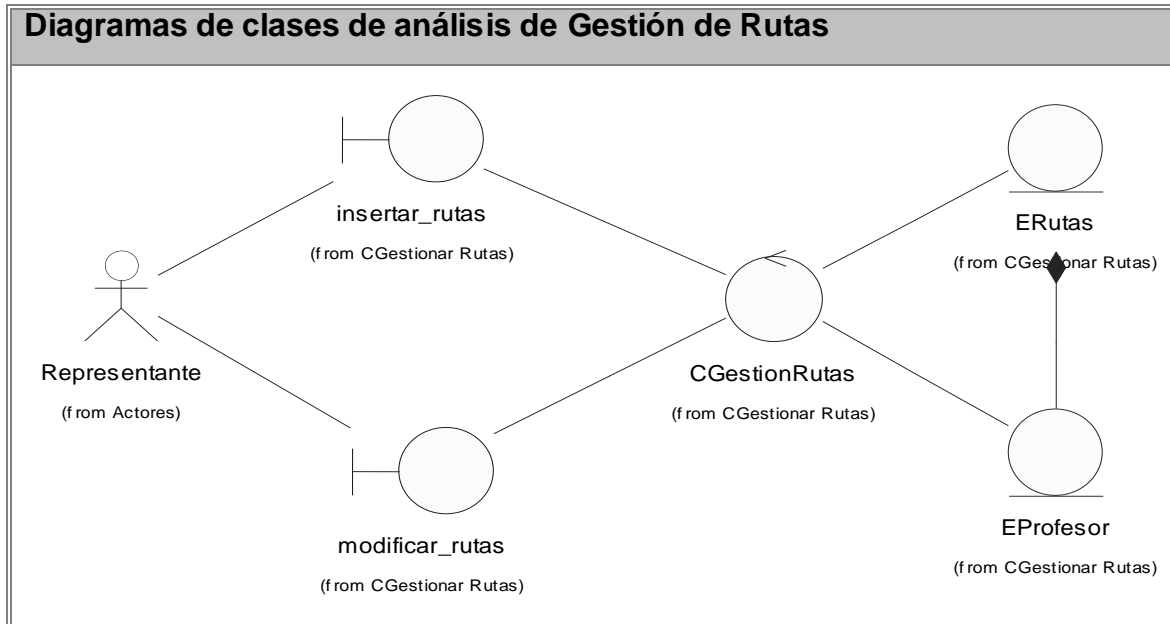 Diagramas de clases de análisis de Gestión de Rutas
insertar_rutas
(from CGestionar Rutas)
ERutas
(from CGestionar Rutas)
Representante
(from Actores)
CGestionRutas
(from CGestionar Rutas)
modificar_rutas
(from CGestionar Rutas)
EProfesor
(from CGestionar Rutas)